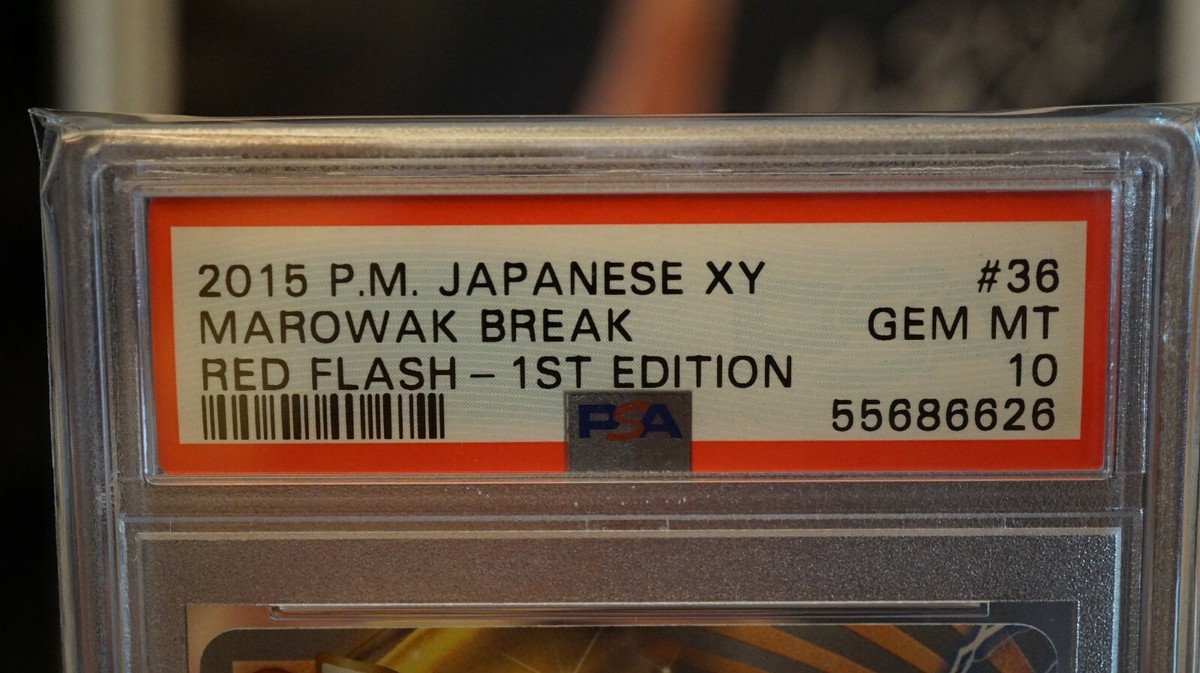 2015 P.M. JAPANESE XY #36
MAROWAK BREAK GEM MT
RED FLASH – 1ST EDITION 10
PSA 55686626